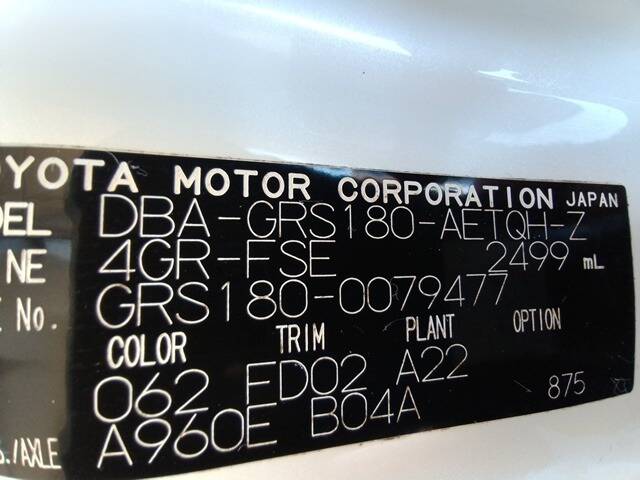 OYOTA MOTOR CORPORATION JAPAN
DEL DBA-GRS180-AETQH-Z
NE 4GR-FSE 2499 mL
E No. GRS180-0079477
COLOR TRIM PLANT OPTION
062 FD02 A22
S./AXLE A960E B04A 875